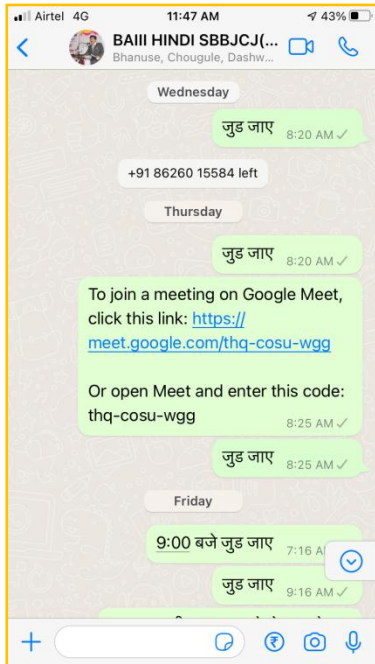 Airtel 4G 11:47 AM 43%
BAIII HINDI SBBJCJ(...
Bhanuse, Chougule, Dashw...
Wednesday
जुड जाए 8:20 AM
+91 86260 15584 left
Thursday
जुड जाए 8:20 AM
To join a meeting on Google Meet,
click this link: https://
meet.google.com/thq-cosu-wgg
Or open Meet and enter this code:
thq-cosu-wgg 8:25 AM
जुड जाए 8:25 AM
Friday
9:00 बजे जुड जाए 7:16 A
जुड जाए 9:16 AM